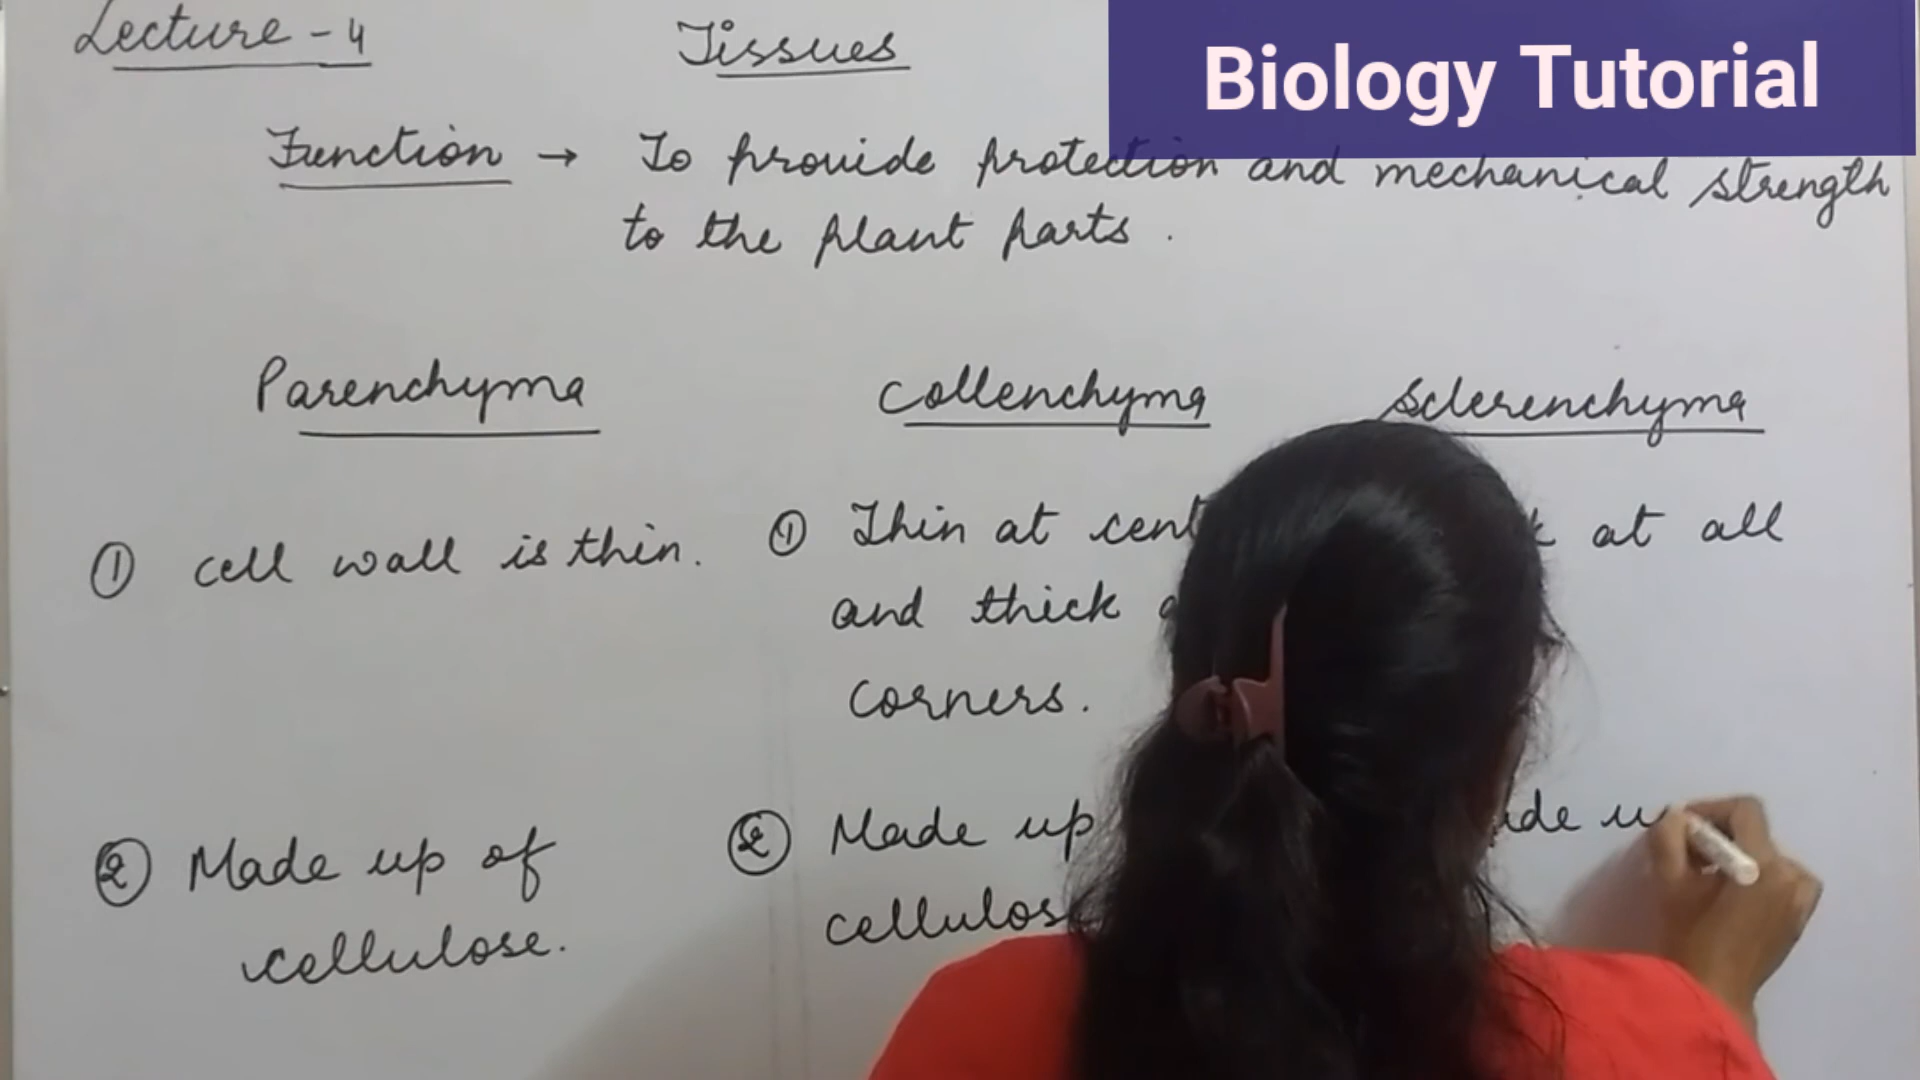 Lecture - 4
Tissues
Biology Tutorial
Function → To provide protection and mechanical strength
to the plant parts.
Parenchyma
Collenchyma
Sclerenchyma
① cell wall is thin.
① Thin at
at all
and thick
corners.
② Made up of
cellulose.
② Made up